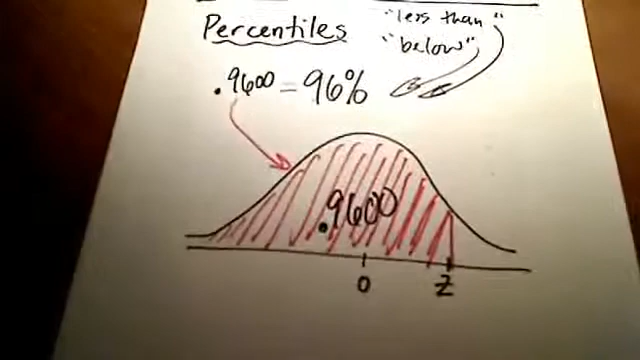 Percentiles
"less than"
"below"
.9600 = 96%
.9600
0
Z